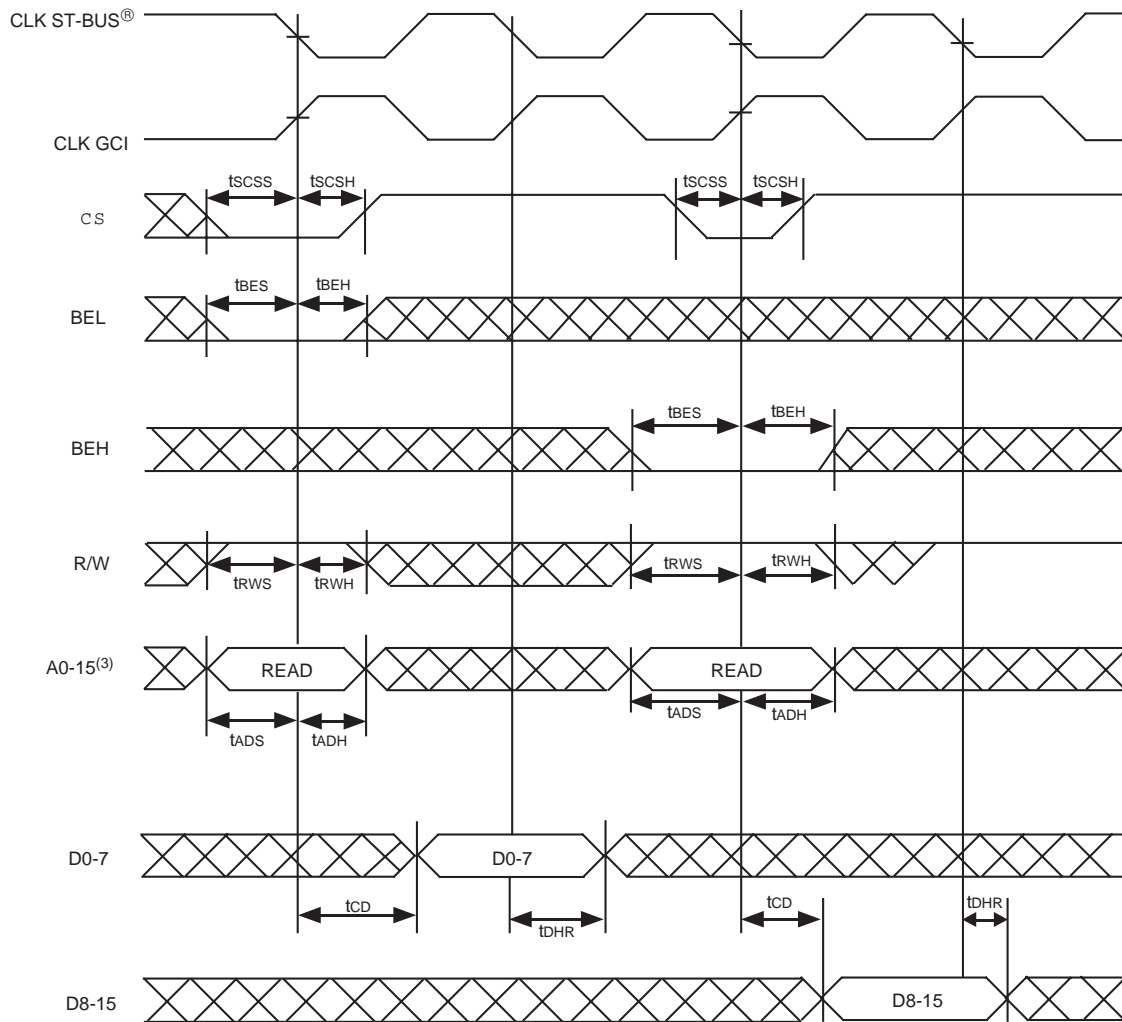 CLK ST-BUS®
CLK GCI
tSCSS tSCSH tSCSS tSCSH
CS
tBES tBEH
BEL
tBES tBEH
BEH
R/W
tRWS tRWH tRWS tRWH
A0-15(3) READ READ
tADS tADH tADS tADH
D0-7 D0-7
tCD tDHR tCD tDHR
D8-15 D8-15